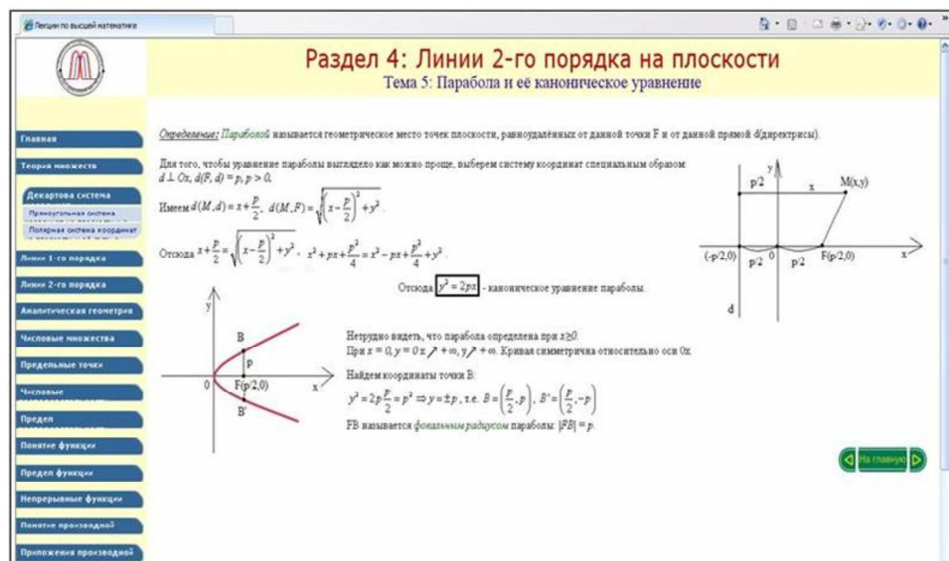 Лекции по высшей математике
Раздел 4: Линии 2-го порядка на плоскости
Тема 5: Парабола и её каноническое уравнение
Главная
Теория множеств
Декартова система
Прямоугольная система
Полярная система координат
Линии 1-го порядка
Линии 2-го порядка
Аналитическая геометрия
Числовые множества
Предельные точки
Числовые
Предел
Понятие функции
Предел функции
Непрерывные функции
Понятие производной
Приложения производной
Определение: Параболой называется геометрическое место точек плоскости, равноудалённых от данной точки F и от данной прямой d(директрисы).
Для того, чтобы уравнение параболы выглядело как можно проще, выберем систему координат специальным образом:
d ⊥ Ox, d(F, d) = p, p > 0.
Имеем d(M,d) = x + p/2, d(M,F) = √((x − p/2)² + y²).
Отсюда x + p/2 = √((x − p/2)² + y²), x² + px + p²/4 = x² − px + p²/4 + y².
Отсюда y² = 2px - каноническое уравнение параболы.
y
p/2
x
M(x,y)
(-p/2,0)
0
F(p/2,0)
x
p/2
p/2
d
y
B
p
0
F(p/2,0)
x
B'
Нетрудно видеть, что парабола определена при x≥0.
При x = 0, y = 0 x ↗ +∞, y ↗ +∞. Кривая симметрична относительно оси 0x
Найдем координаты точки B:
y² = 2p p/2 = p² ⇒ y = ±p, т.е. B = (p/2, p), B' = (p/2, −p)
FB называется фокальным радиусом параболы: |FB| = p.
На главную